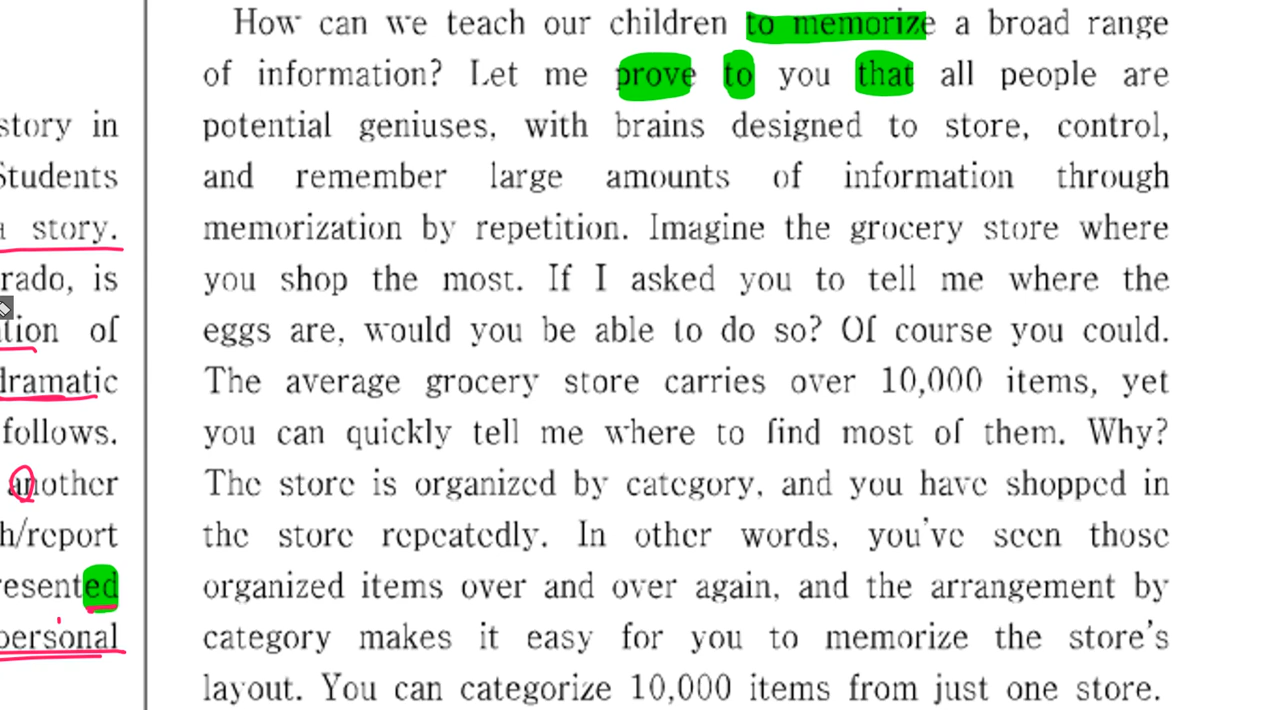 story in
Students
a story.
rado, is
tion of
dramatic
follows.
another
h/report
resented
personal
How can we teach our children to memorize a broad range
of information? Let me prove to you that all people are
potential geniuses, with brains designed to store, control,
and remember large amounts of information through
memorization by repetition. Imagine the grocery store where
you shop the most. If I asked you to tell me where the
eggs are, would you be able to do so? Of course you could.
The average grocery store carries over 10,000 items, yet
you can quickly tell me where to find most of them. Why?
The store is organized by category, and you have shopped in
the store repeatedly. In other words, you've seen those
organized items over and over again, and the arrangement by
category makes it easy for you to memorize the store's
layout. You can categorize 10,000 items from just one store.